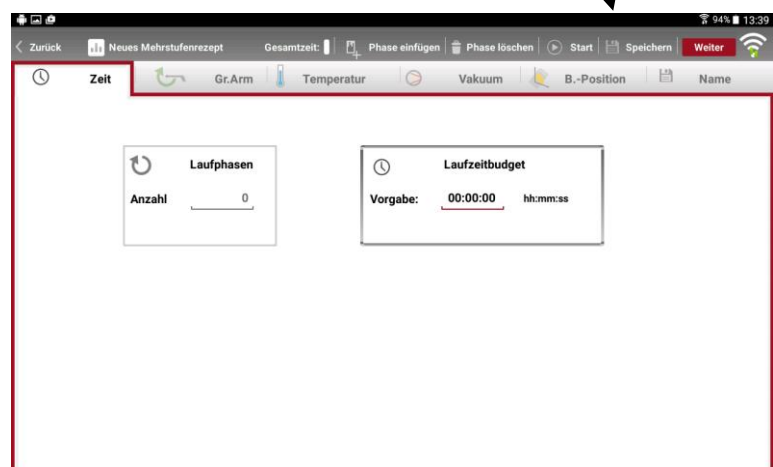 94% 13:39
Zurück Neues Mehrstufenrezept Gesamtzeit: Phase einfügen Phase löschen Start Speichern Weiter
Zeit Gr.Arm Temperatur Vakuum B.-Position Name
Laufphasen
Anzahl 0
Laufzeitbudget
Vorgabe: 00:00:00 hh:mm:ss